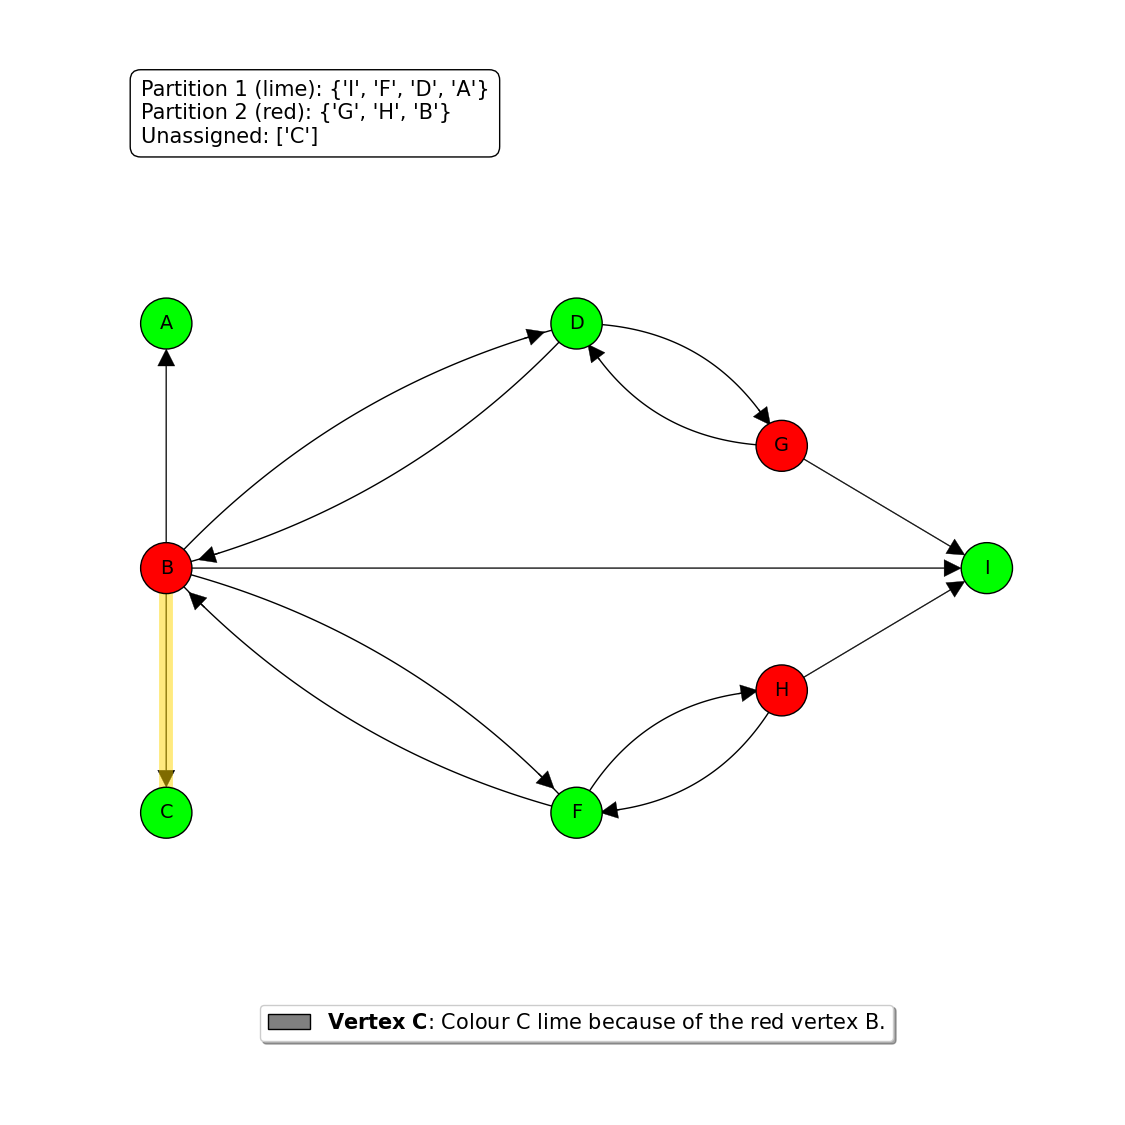 Partition 1 (lime): {'I', 'F', 'D', 'A'}
Partition 2 (red): {'G', 'H', 'B'}
Unassigned: ['C']
A
D
G
B
I
H
C
F
Vertex C: Colour C lime because of the red vertex B.